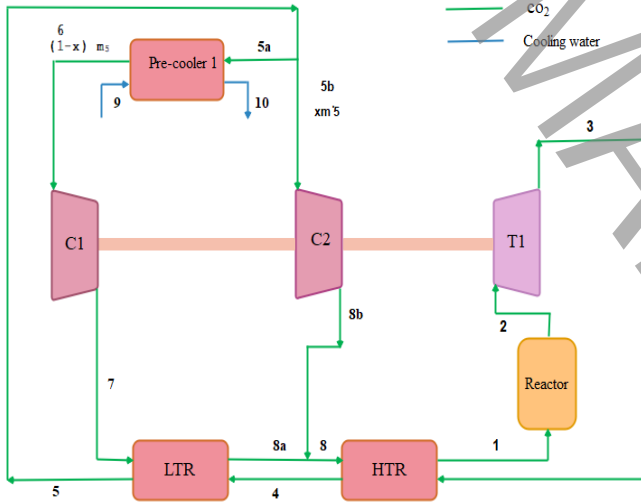 CO2
Cooling water
6
(1-x) m5
Pre-cooler 1
5a
9
10
5b
xm'5
3
C1
C2
T1
8b
2
7
Reactor
8a
8
1
LTR
HTR
5
4